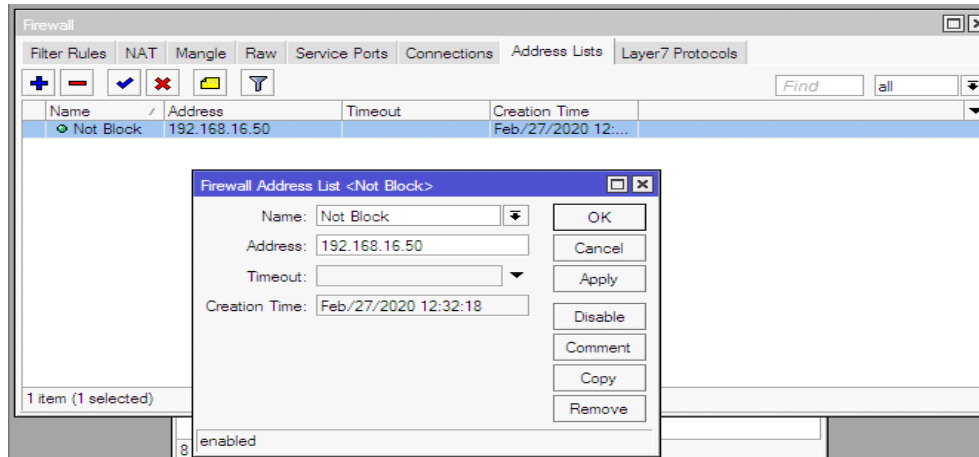 Firewall
Filter Rules NAT Mangle Raw Service Ports Connections Address Lists Layer7 Protocols
Find all
Name Address Timeout Creation Time
Not Block 192.168.16.50 Feb/27/2020 12:...
Firewall Address List <Not Block>
Name: Not Block OK
Address: 192.168.16.50 Cancel
Timeout: Apply
Creation Time: Feb/27/2020 12:32:18
Disable
Comment
Copy
Remove
1 item (1 selected)
enabled
8